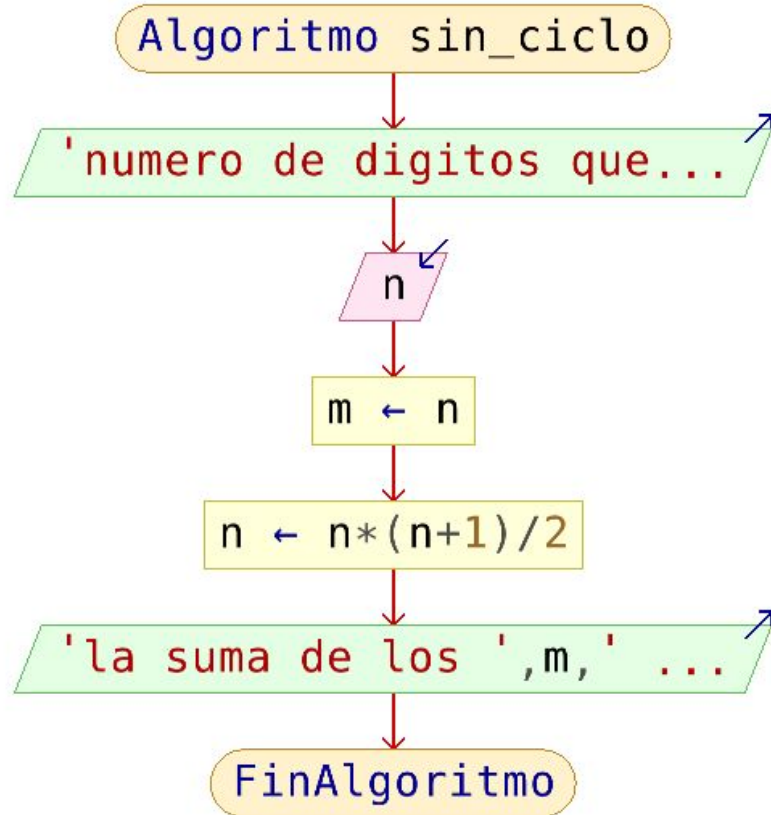 Algoritmo sin_ciclo
'numero de digitos que...
n
m ← n
n ← n*(n+1)/2
'la suma de los ',m,' ...
FinAlgoritmo